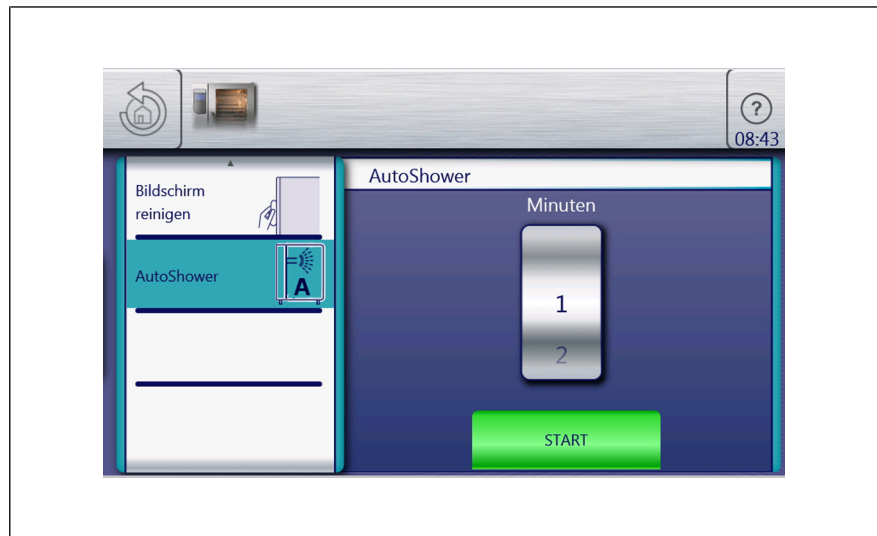 ?
08:43
Bildschirm
reinigen
AutoShower
A
AutoShower
Minuten
1
2
START